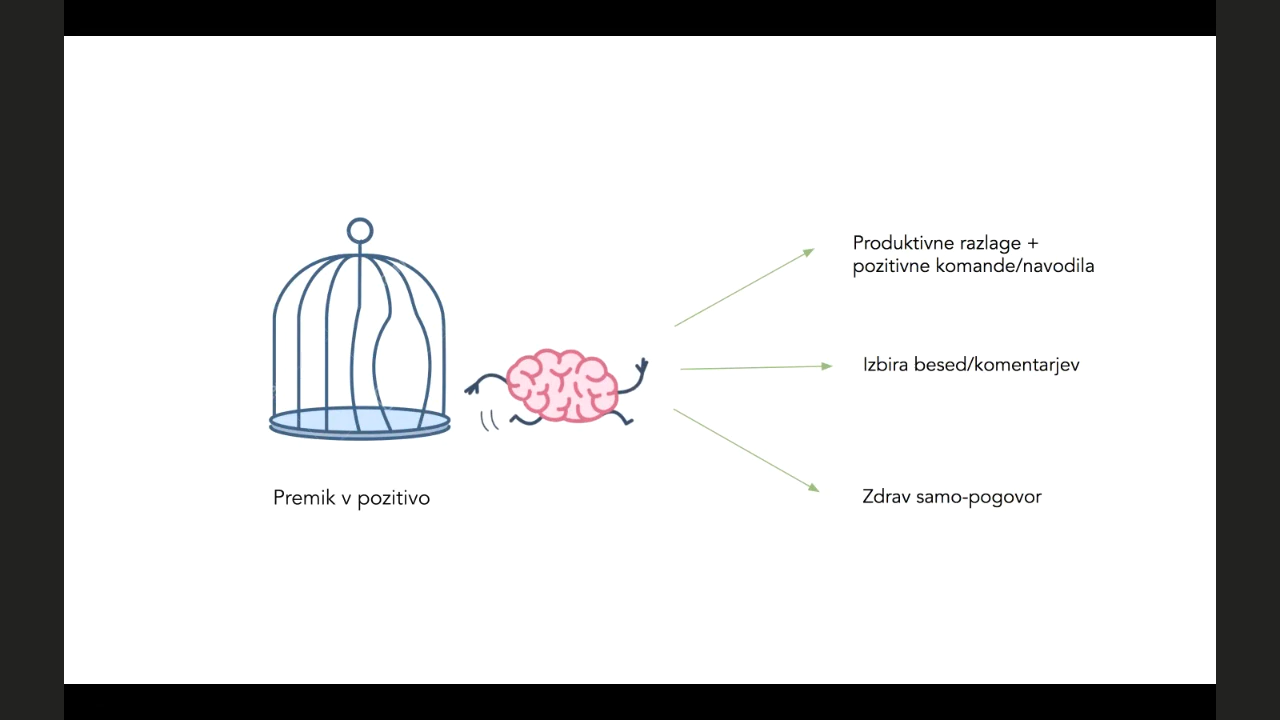 Produktivne razlage +
pozitivne komande/navodila
Izbira besed/komentarjev
Premik v pozitivo
Zdrav samo-pogovor